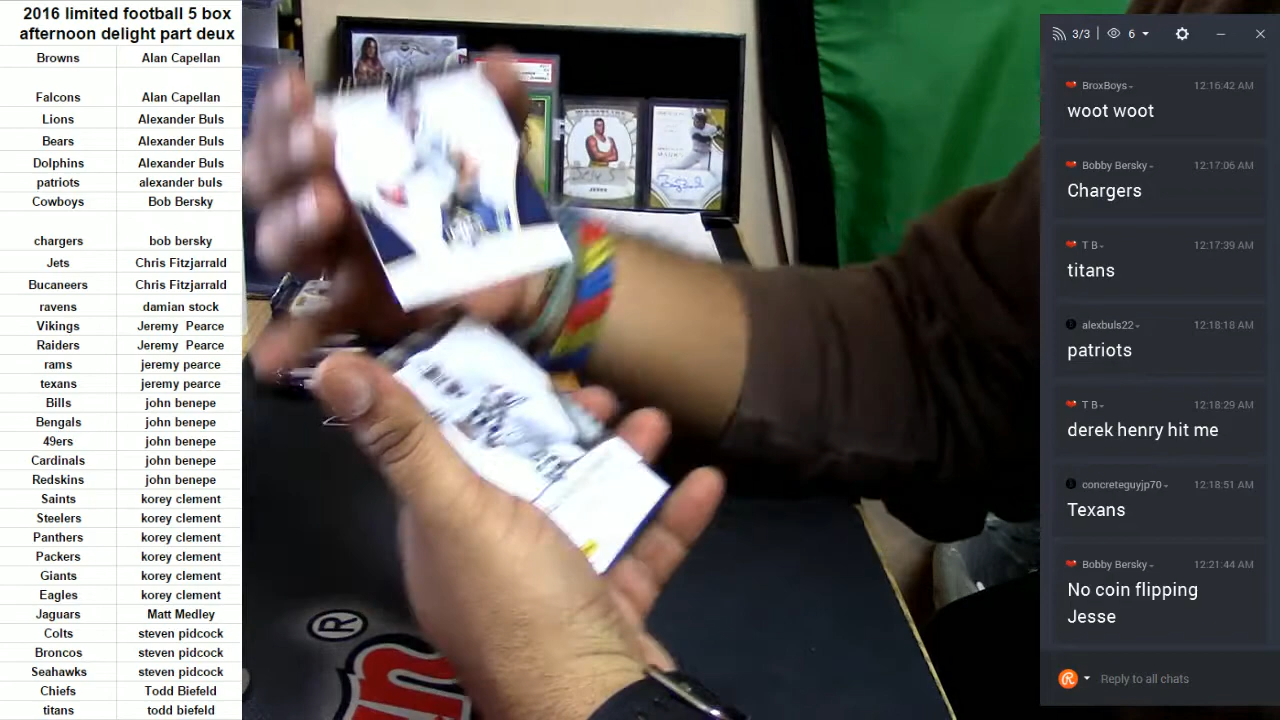 2016 limited football 5 box
afternoon delight part deux
Browns Alan Capellan
Falcons Alan Capellan
Lions Alexander Buls
Bears Alexander Buls
Dolphins Alexander Buls
patriots alexander buls
Cowboys Bob Bersky
chargers bob bersky
Jets Chris Fitzjarrald
Bucaneers Chris Fitzjarrald
ravens damian stock
Vikings Jeremy Pearce
Raiders Jeremy Pearce
rams jeremy pearce
texans jeremy pearce
Bills john benepe
Bengals john benepe
49ers john benepe
Cardinals john benepe
Redskins john benepe
Saints korey clement
Steelers korey clement
Panthers korey clement
Packers korey clement
Giants korey clement
Eagles korey clement
Jaguars Matt Medley
Colts steven pidcock
Broncos steven pidcock
Seahawks steven pidcock
Chiefs Todd Biefeld
titans todd biefeld
3/3 6
BroxBoys 12:16:42 AM
woot woot
Bobby Bersky 12:17:06 AM
Chargers
T B 12:17:39 AM
titans
alexbuls22 12:18:18 AM
patriots
T B 12:18:29 AM
derek henry hit me
concreteguyjp70 12:18:51 AM
Texans
Bobby Bersky 12:21:44 AM
No coin flipping
Jesse
Reply to all chats
®